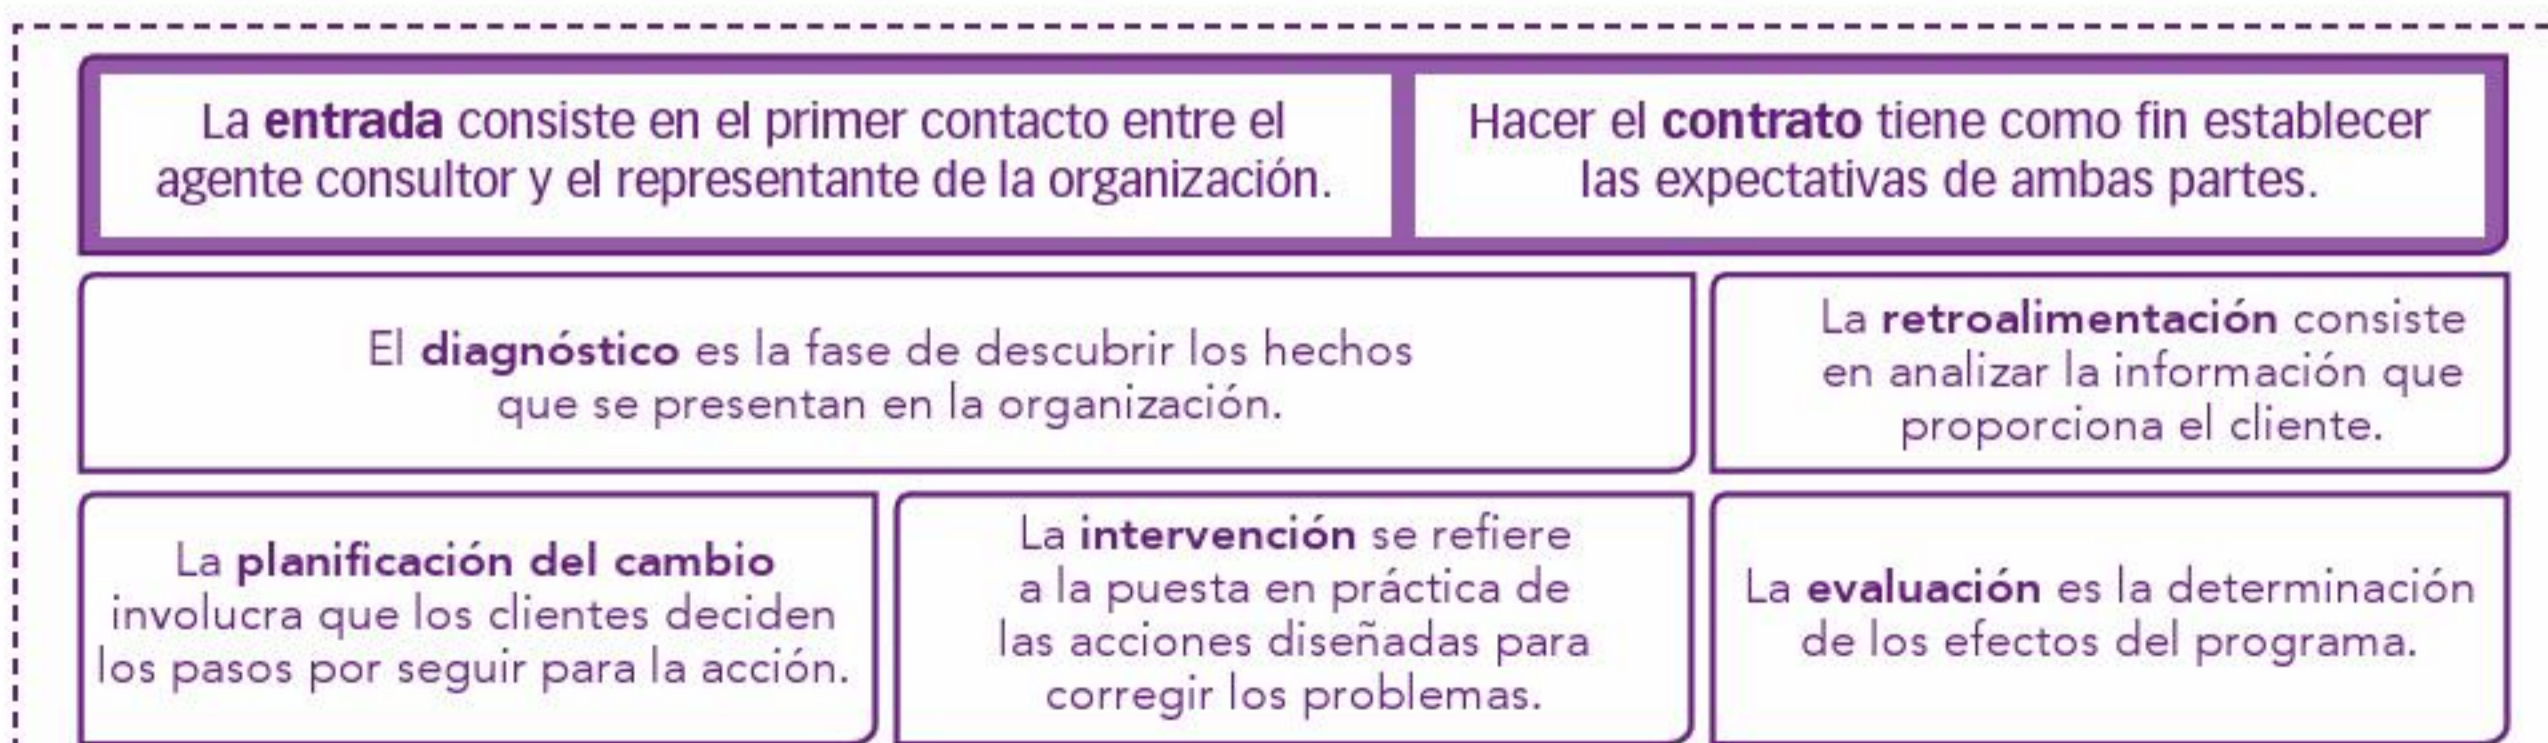 La entrada consiste en el primer contacto entre el
agente consultor y el representante de la organización.
Hacer el contrato tiene como fin establecer
las expectativas de ambas partes.
El diagnóstico es la fase de descubrir los hechos
que se presentan en la organización.
La retroalimentación consiste
en analizar la información que
proporciona el cliente.
La planificación del cambio
involucra que los clientes deciden
los pasos por seguir para la acción.
La intervención se refiere
a la puesta en práctica de
las acciones diseñadas para
corregir los problemas.
La evaluación es la determinación
de los efectos del programa.